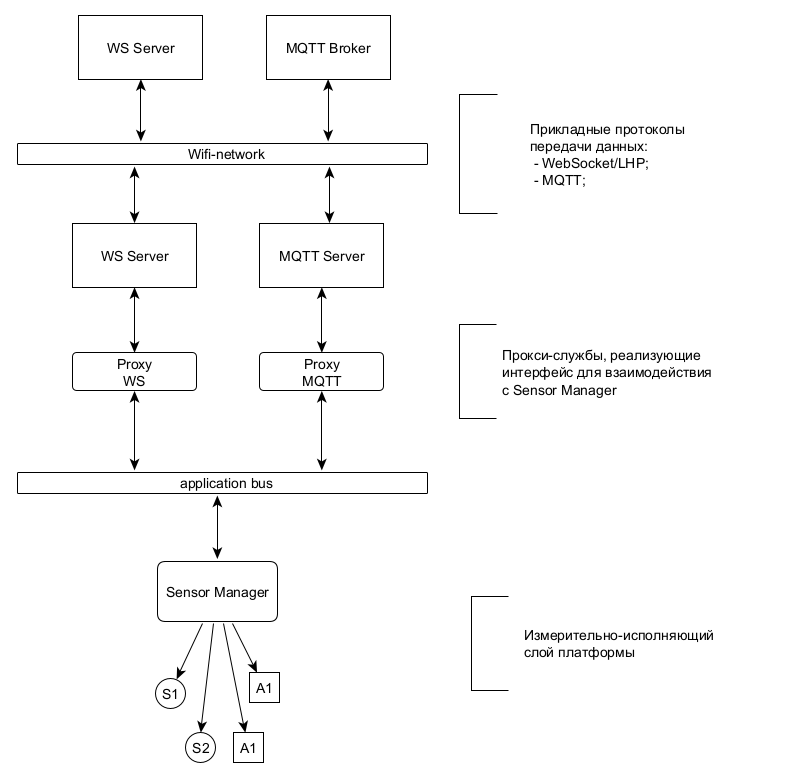 WS Server
MQTT Broker
Wifi-network
Прикладные протоколы
передачи данных:
- WebSocket/LHP;
- MQTT;
WS Server
MQTT Server
Proxy
WS
Proxy
MQTT
Прокси-службы, реализующие
интерфейс для взаимодействия
с Sensor Manager
application bus
Sensor Manager
Измерительно-исполняющий
слой платформы
S1
A1
S2
A1